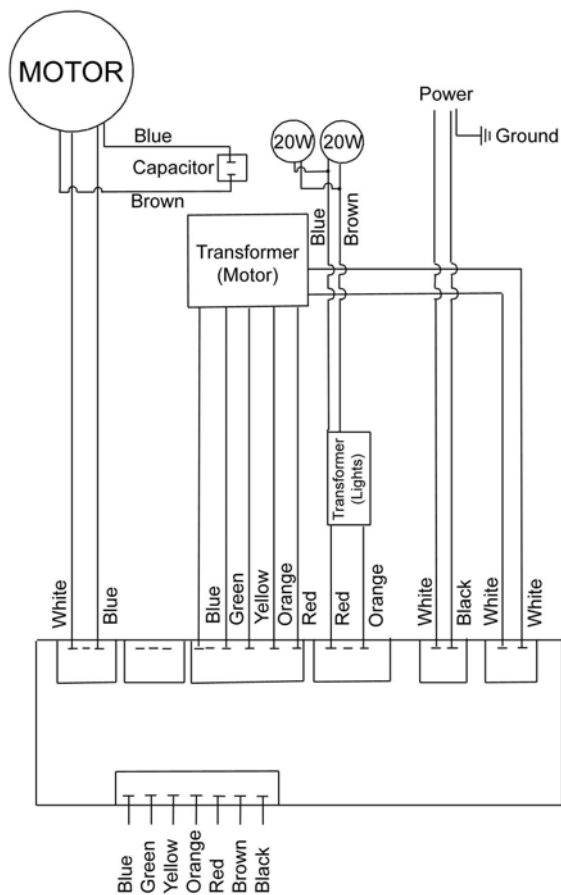 MOTOR
Blue
Capacitor
Brown
20W
20W
Power
Ground
Blue
Brown
Transformer
(Motor)
Transformer
(Lights)
White
Blue
Blue
Green
Yellow
Orange
Red
Red
Orange
White
Black
White
White
Blue
Green
Yellow
Orange
Red
Brown
Black